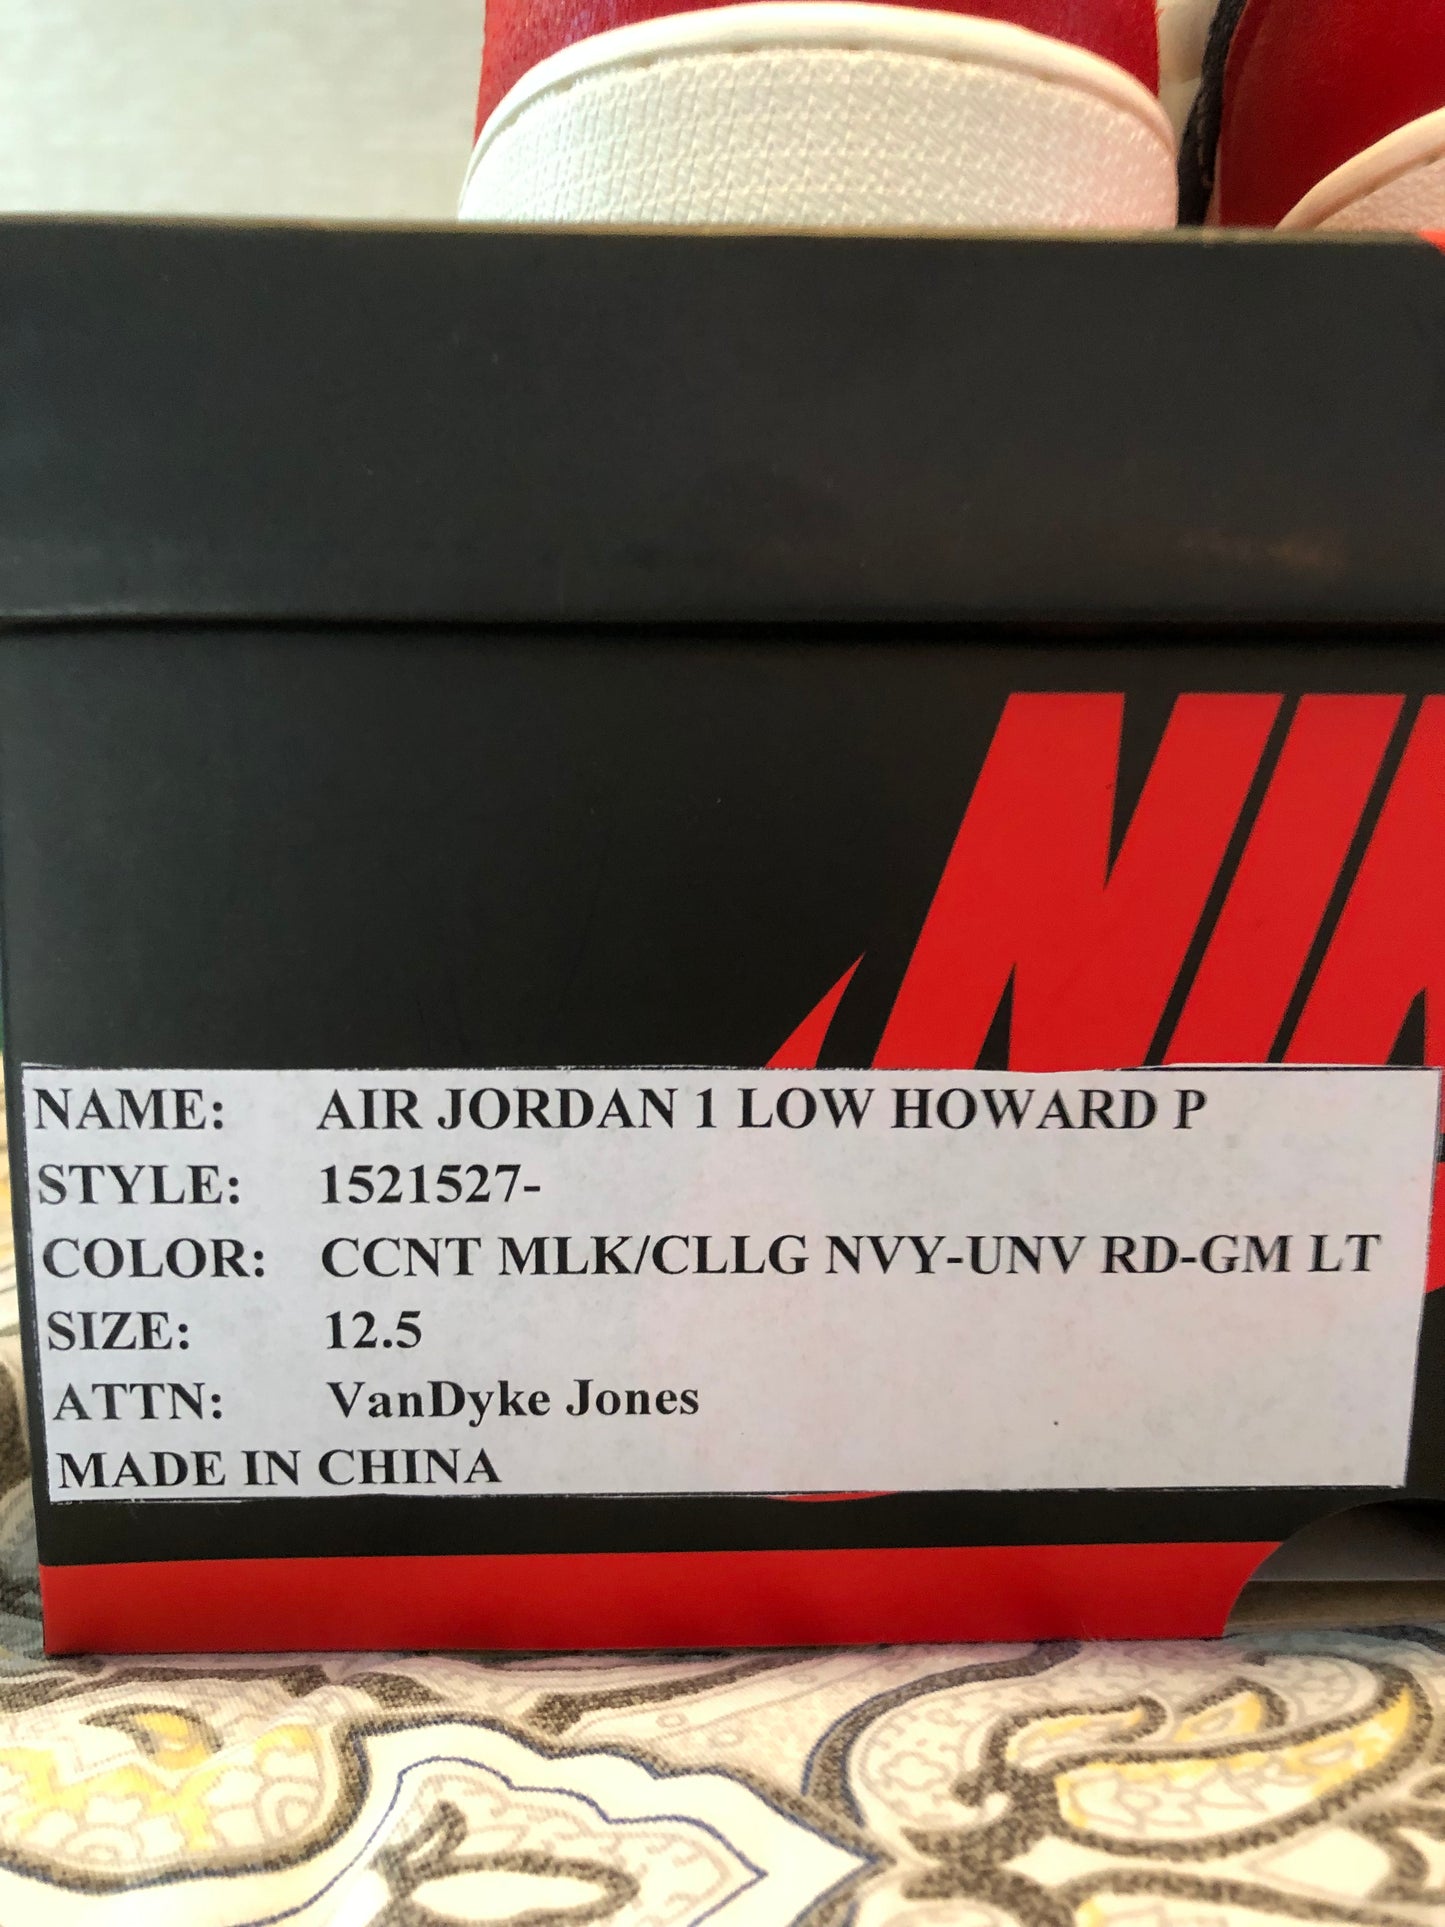 NAME: AIR JORDAN 1 LOW HOWARD P
STYLE: 1521527-
COLOR: CCNT MLK/CLLG NVY-UNV RD-GM LT
SIZE: 12.5
ATTN: VanDyke Jones
MADE IN CHINA